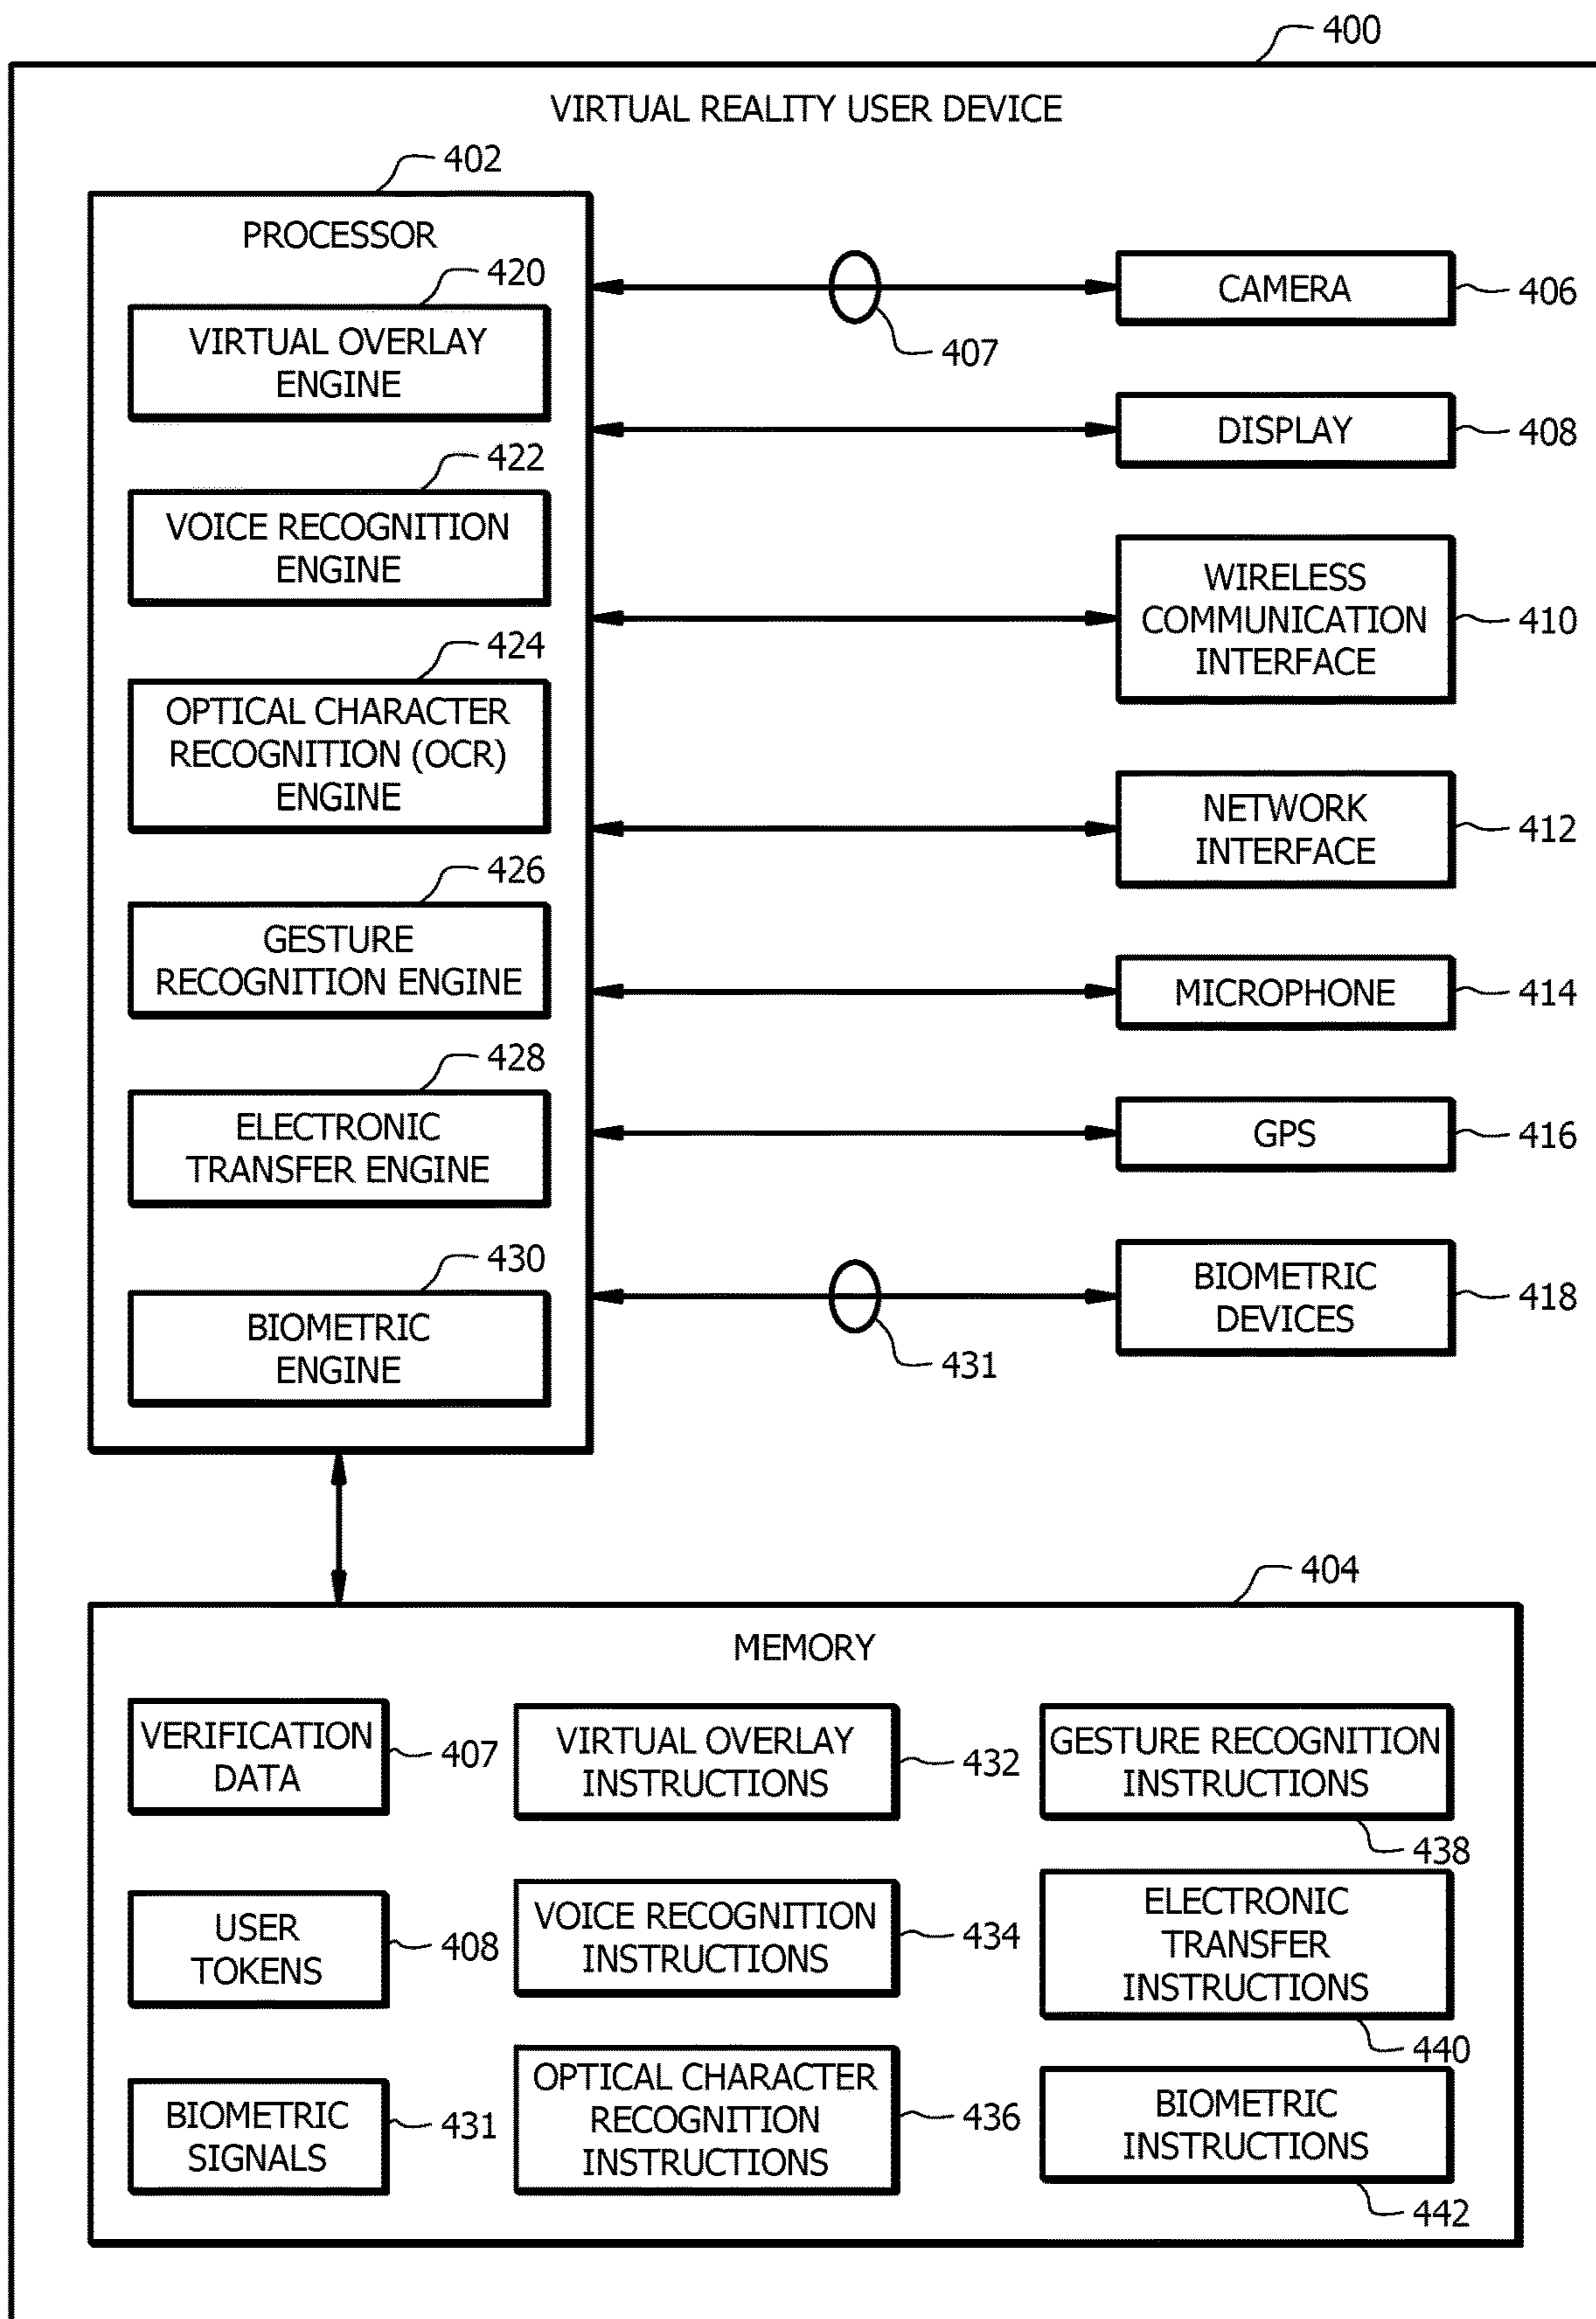 400
VIRTUAL REALITY USER DEVICE
402
PROCESSOR
420
VIRTUAL OVERLAY
ENGINE
422
VOICE RECOGNITION
ENGINE
424
OPTICAL CHARACTER
RECOGNITION (OCR)
ENGINE
426
GESTURE
RECOGNITION ENGINE
428
ELECTRONIC
TRANSFER ENGINE
430
BIOMETRIC
ENGINE
407
CAMERA
406
DISPLAY
408
WIRELESS
COMMUNICATION
INTERFACE
410
NETWORK
INTERFACE
412
MICROPHONE
414
GPS
416
431
BIOMETRIC
DEVICES
418
404
MEMORY
VERIFICATION
DATA
407
USER
TOKENS
408
BIOMETRIC
SIGNALS
431
VIRTUAL OVERLAY
INSTRUCTIONS
432
VOICE RECOGNITION
INSTRUCTIONS
434
OPTICAL CHARACTER
RECOGNITION
INSTRUCTIONS
436
GESTURE RECOGNITION
INSTRUCTIONS
438
ELECTRONIC
TRANSFER
INSTRUCTIONS
440
BIOMETRIC
INSTRUCTIONS
442